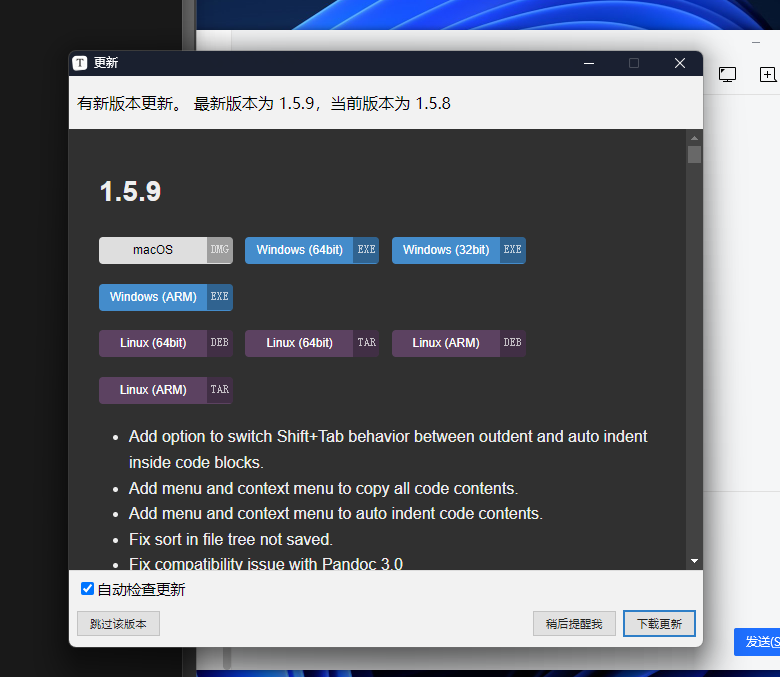 T 更新
有新版本更新。 最新版本为 1.5.9，当前版本为 1.5.8
1.5.9
macOS DMG Windows (64bit) EXE Windows (32bit) EXE
Windows (ARM) EXE
Linux (64bit) DEB Linux (64bit) TAR Linux (ARM) DEB
Linux (ARM) TAR
• Add option to switch Shift+Tab behavior between outdent and auto indent
inside code blocks.
• Add menu and context menu to copy all code contents.
• Add menu and context menu to auto indent code contents.
• Fix sort in file tree not saved.
• Fix compatibility issue with Pandoc 3.0
自动检查更新
跳过该版本 稍后提醒我 下载更新
发送(S